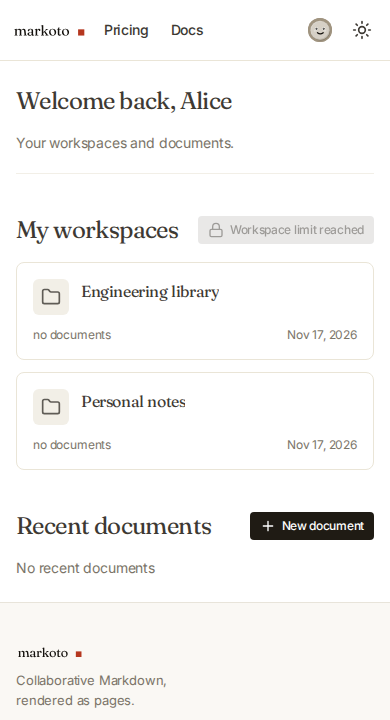 markoto Pricing Docs
Welcome back, Alice
Your workspaces and documents.
My workspaces Workspace limit reached
Engineering library
no documents Nov 17, 2026
Personal notes
no documents Nov 17, 2026
Recent documents New document
No recent documents
markoto
Collaborative Markdown,
rendered as pages.